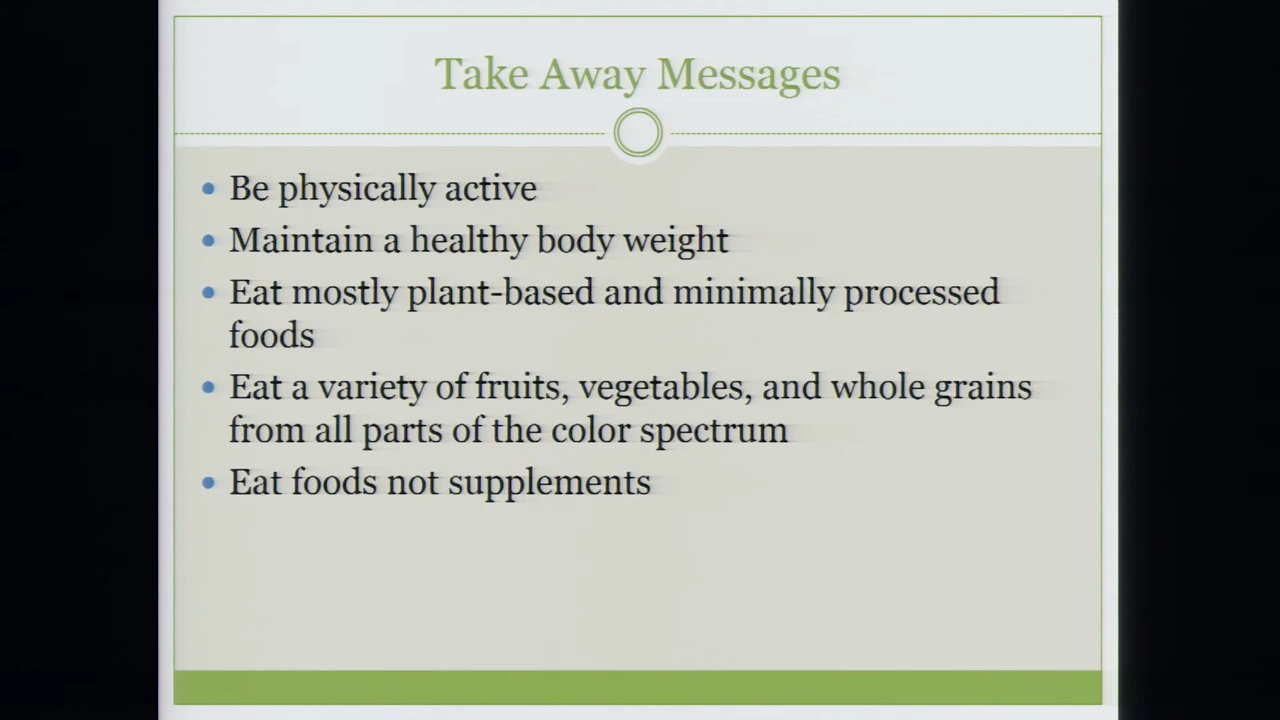 Take Away Messages
• Be physically active
• Maintain a healthy body weight
• Eat mostly plant-based and minimally processed
foods
• Eat a variety of fruits, vegetables, and whole grains
from all parts of the color spectrum
• Eat foods not supplements